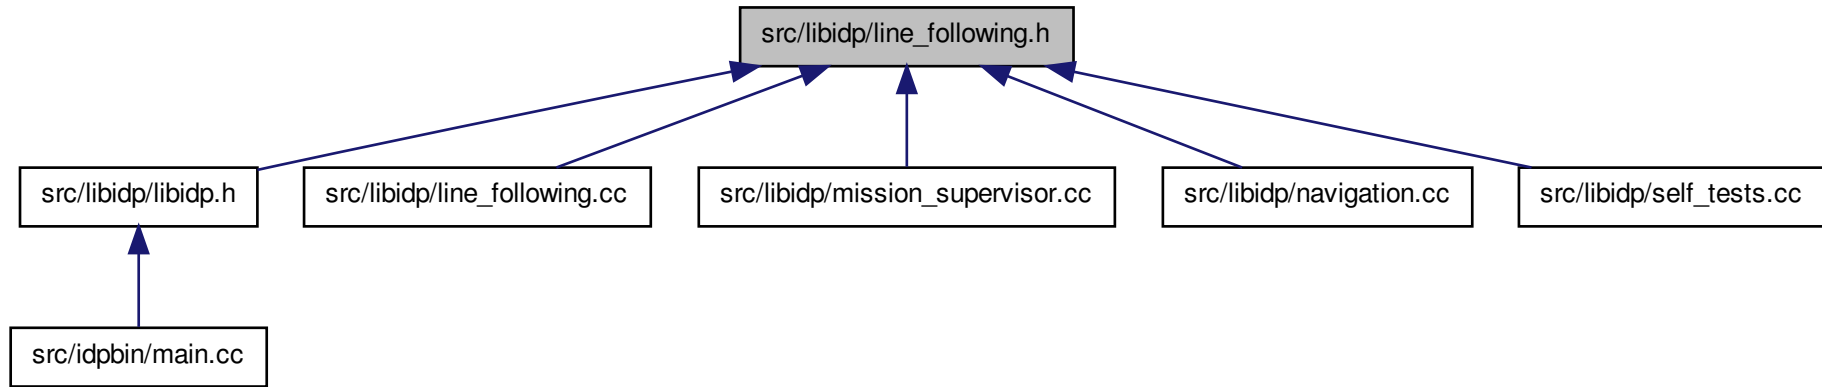 src/libidp/line_following.h
src/libidp/libidp.h
src/libidp/line_following.cc
src/libidp/mission_supervisor.cc
src/libidp/navigation.cc
src/libidp/self_tests.cc
src/idpbin/main.cc